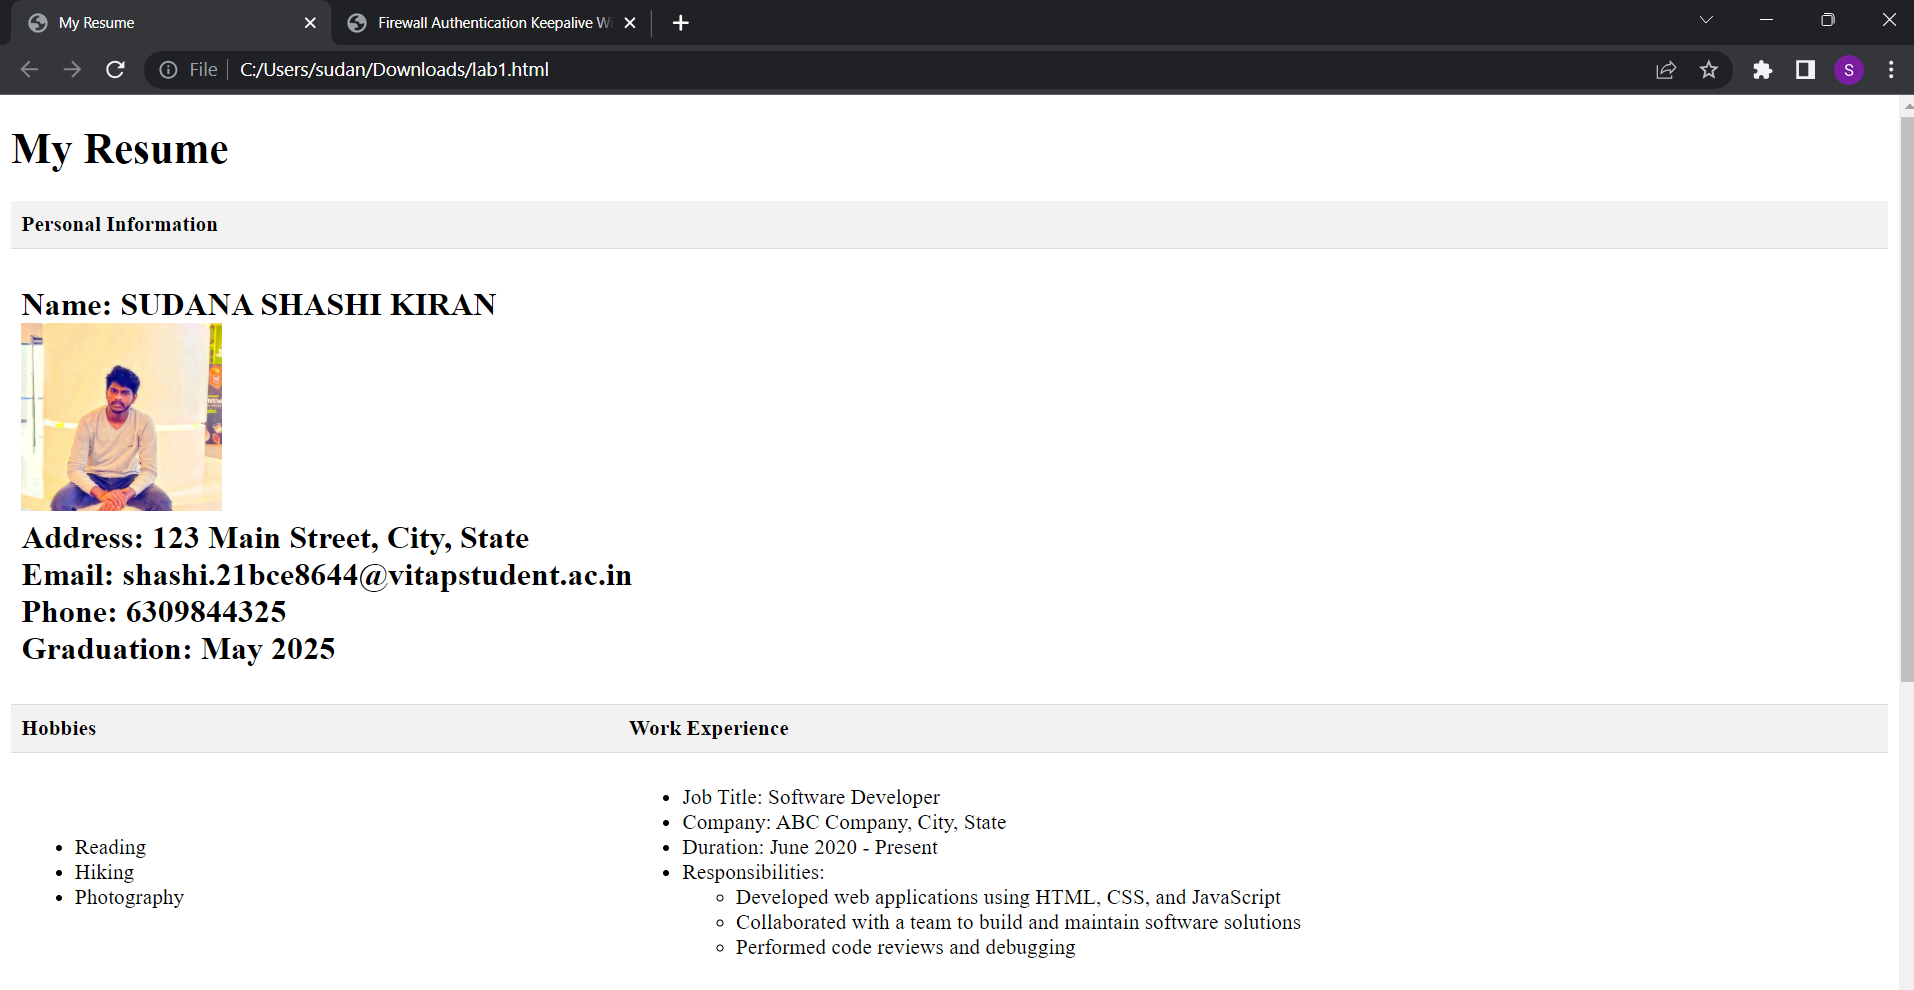 My Resume
Firewall Authentication Keepalive Wi
File
C:/Users/sudan/Downloads/lab1.html
S
My Resume
Personal Information
Name: SUDANA SHASHI KIRAN
Address: 123 Main Street, City, State
Email: shashi.21bce8644@vitapstudent.ac.in
Phone: 6309844325
Graduation: May 2025
Hobbies
Reading
Hiking
Photography
Work Experience
Job Title: Software Developer
Company: ABC Company, City, State
Duration: June 2020 - Present
Responsibilities:
Developed web applications using HTML, CSS, and JavaScript
Collaborated with a team to build and maintain software solutions
Performed code reviews and debugging